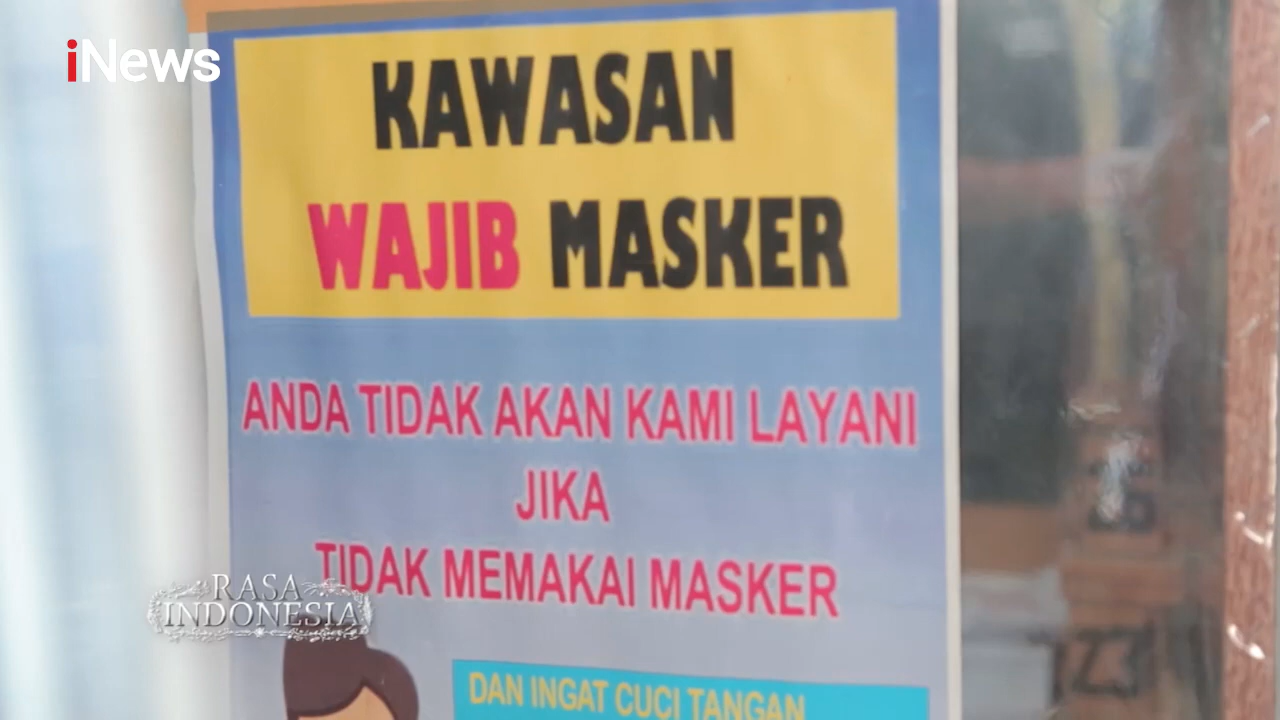 iNews
KAWASAN
WAJIB MASKER
ANDA TIDAK AKAN KAMI LAYANI
JIKA
TIDAK MEMAKAI MASKER
RASA
INDONESIA
DAN INGAT CUCI TANGAN